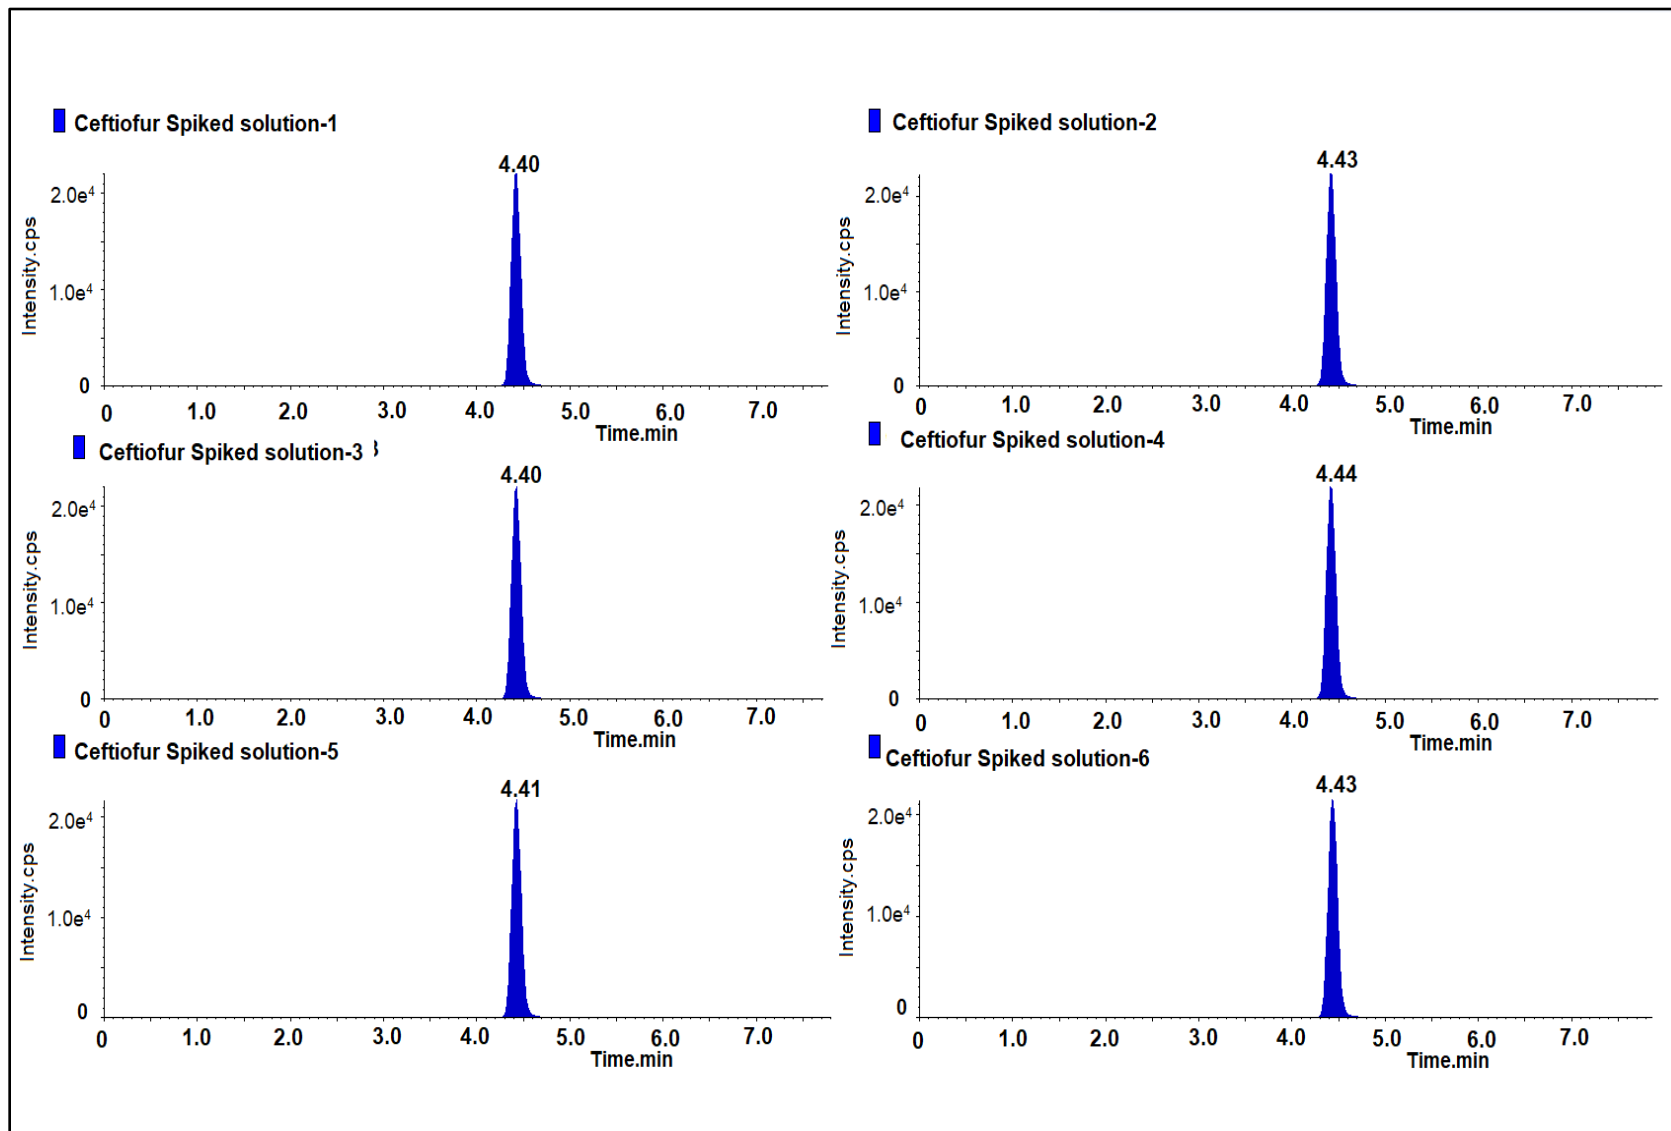 Ceftiofur Spiked solution-1
4.40
2.0e4
1.0e4
0
Intensity.cps
0 1.0 2.0 3.0 4.0 5.0 6.0 7.0
Time.min
Ceftiofur Spiked solution-2
4.43
2.0e4
1.0e4
0
Intensity.cps
0 1.0 2.0 3.0 4.0 5.0 6.0 7.0
Time.min
Ceftiofur Spiked solution-3
4.40
2.0e4
1.0e4
0
Intensity.cps
0 1.0 2.0 3.0 4.0 5.0 6.0 7.0
Time.min
Ceftiofur Spiked solution-4
4.44
2.0e4
1.0e4
0
Intensity.cps
0 1.0 2.0 3.0 4.0 5.0 6.0 7.0
Time.min
Ceftiofur Spiked solution-5
4.41
2.0e4
1.0e4
0
Intensity.cps
0 1.0 2.0 3.0 4.0 5.0 6.0 7.0
Time.min
Ceftiofur Spiked solution-6
4.43
2.0e4
1.0e4
0
Intensity.cps
0 1.0 2.0 3.0 4.0 5.0 6.0 7.0
Time.min